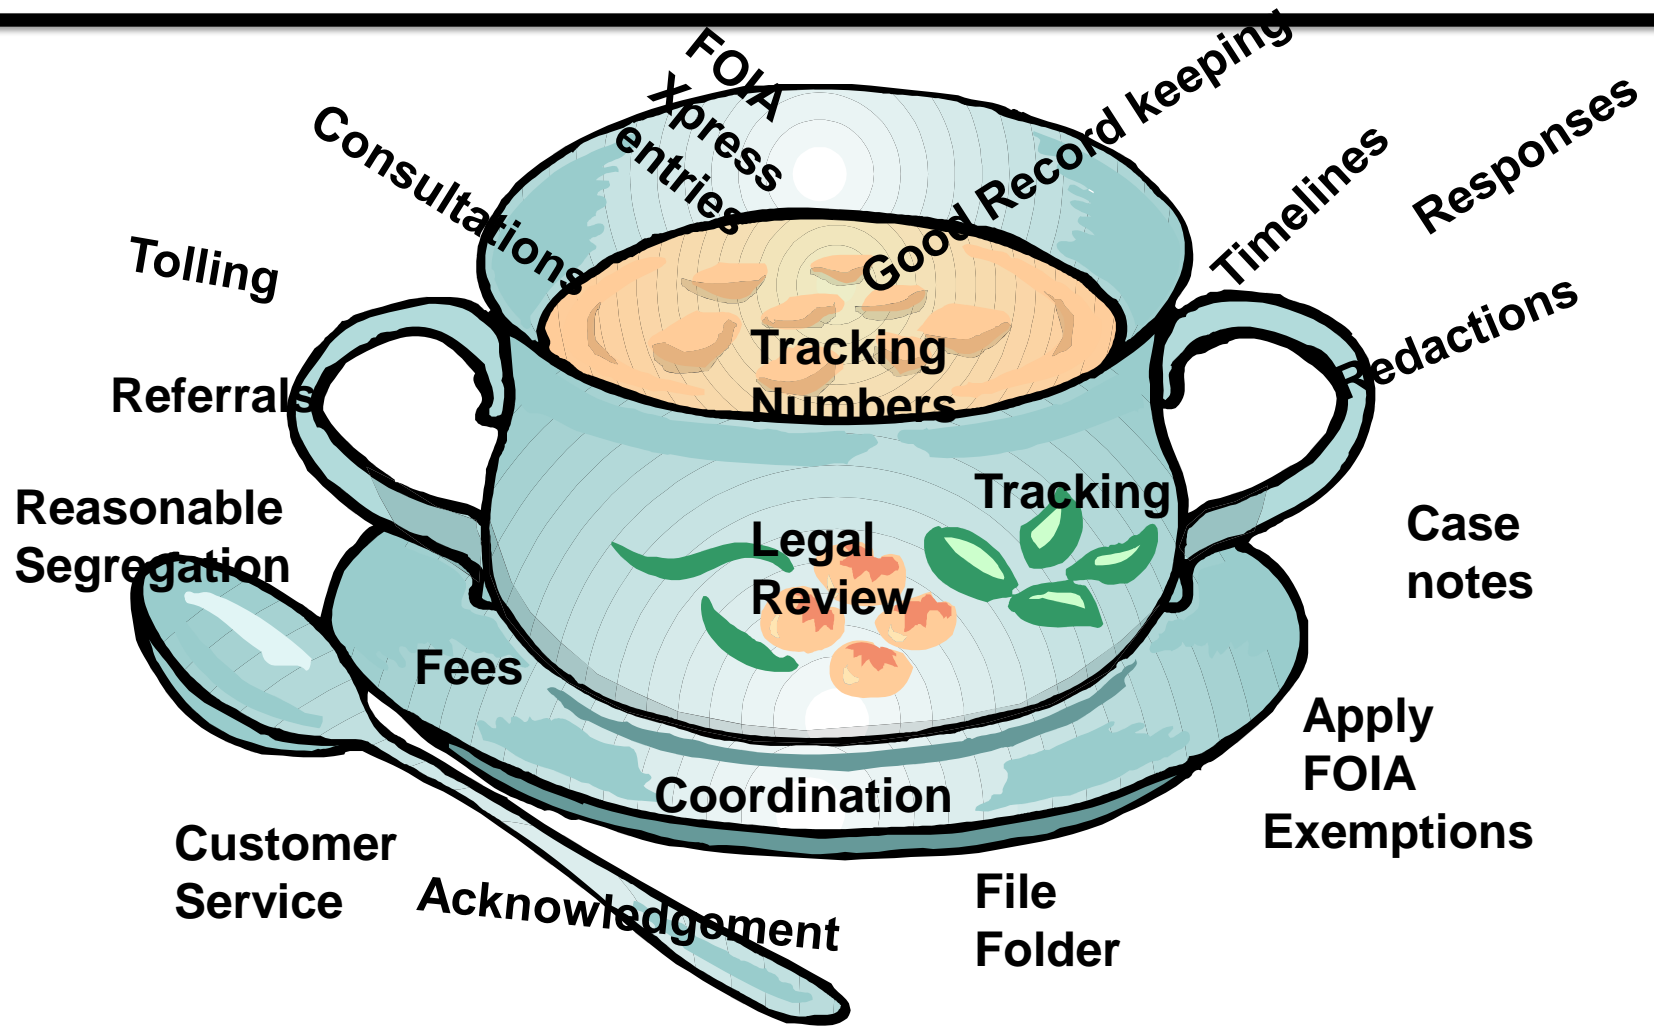 FOIA
Xpress
entries
Good Record keeping
Responses
Consultations
Timelines
Tolling
Redactions
Tracking
Numbers
Referrals
Tracking
Reasonable
Segregation
Legal
Review
Case
notes
Fees
Apply
FOIA
Exemptions
Coordination
Customer
Service
Acknowledgement
File
Folder